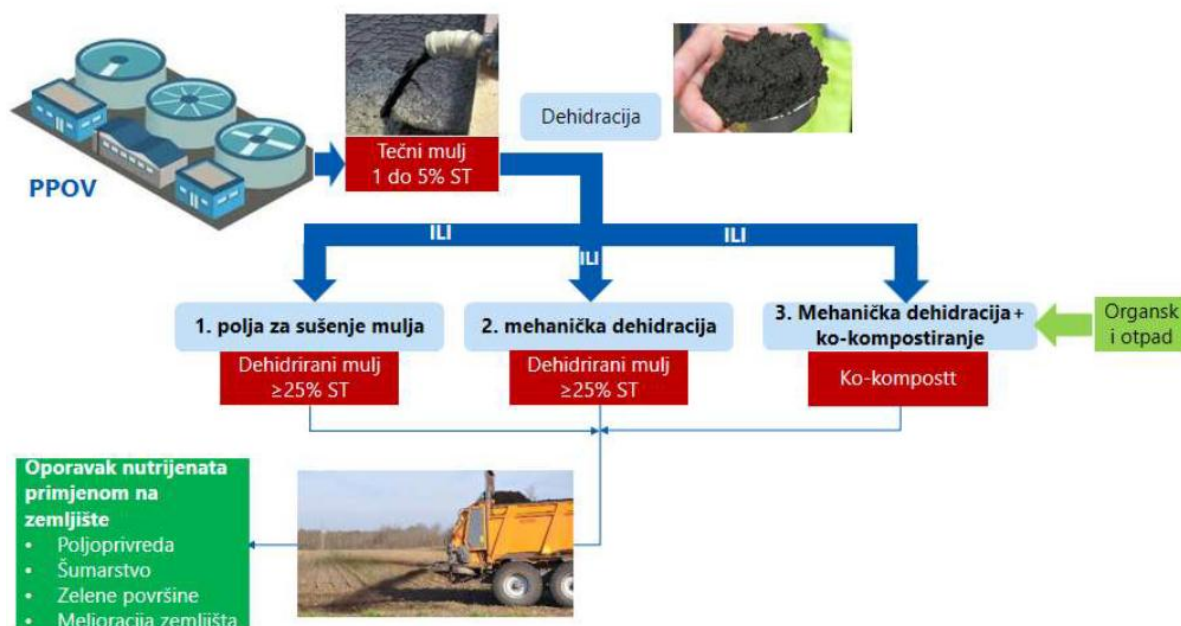 PPOV
Tečni mulj
1 do 5% ST
Dehidracija
ILI
ILI
ILI
1. polja za sušenje mulja
2. mehanička dehidracija
3. Mehanička dehidracija +
ko-kompostiranje
Organsk
i otpad
Dehidrirani mulj
≥25% ST
Dehidrirani mulj
≥25% ST
Ko-kompostt
Oporavak nutrijenata
primjenom na
zemljište
• Poljoprivreda
• Šumarstvo
• Zelene površine
• Melioracija zemljišta